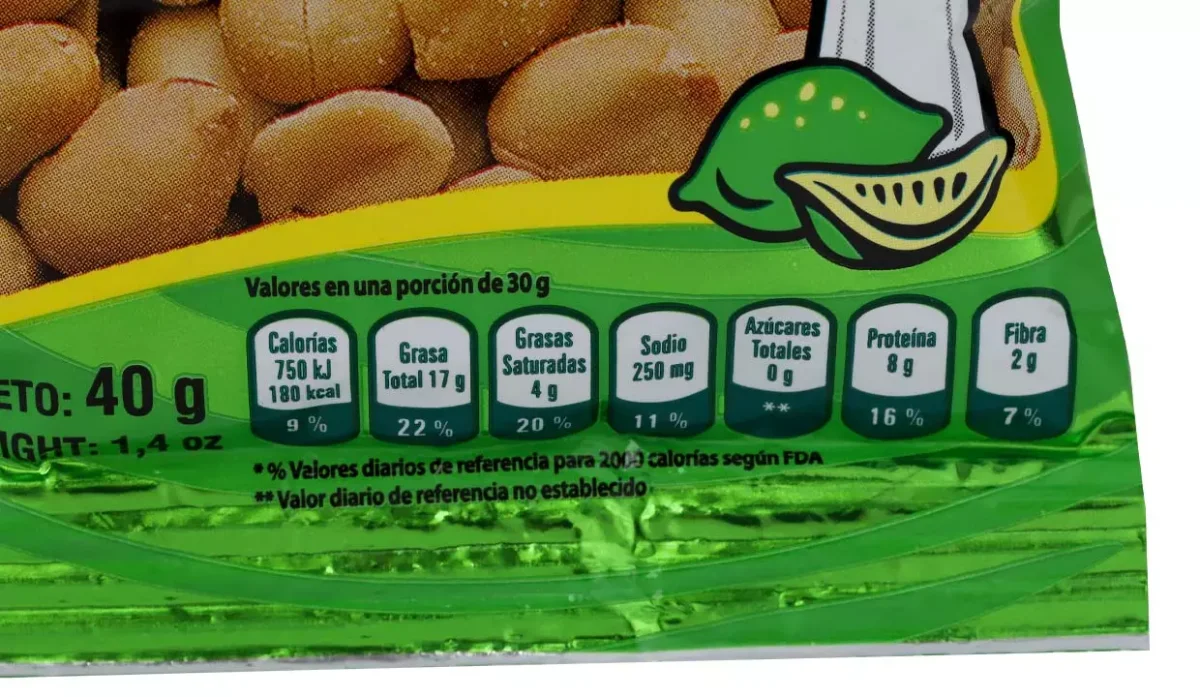 Valores en una porción de 30 g
Calorías
750 kJ
180 kcal
9 %
Grasa
Total 17 g
22 %
Grasas
Saturadas
4 g
20 %
Sodio
250 mg
11 %
Azúcares
Totales
0 g
**
Proteína
8 g
16 %
Fibra
2 g
7 %
ETO: 40 g
IGHT: 1,4 oz
* % Valores diarios de referencia para 2000 calorías según FDA
** Valor diario de referencia no establecido